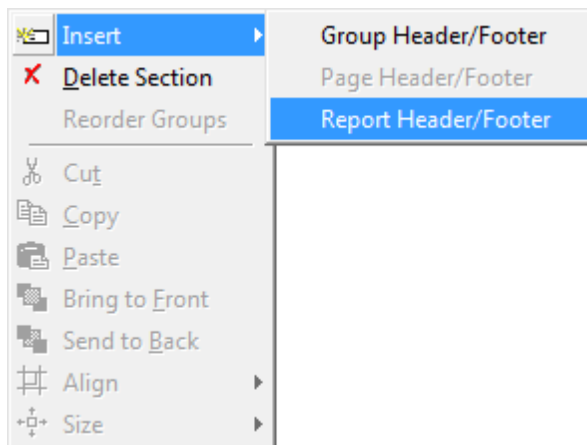 Insert
Delete Section
Reorder Groups
Cut
Copy
Paste
Bring to Front
Send to Back
Align
Size
Group Header/Footer
Page Header/Footer
Report Header/Footer